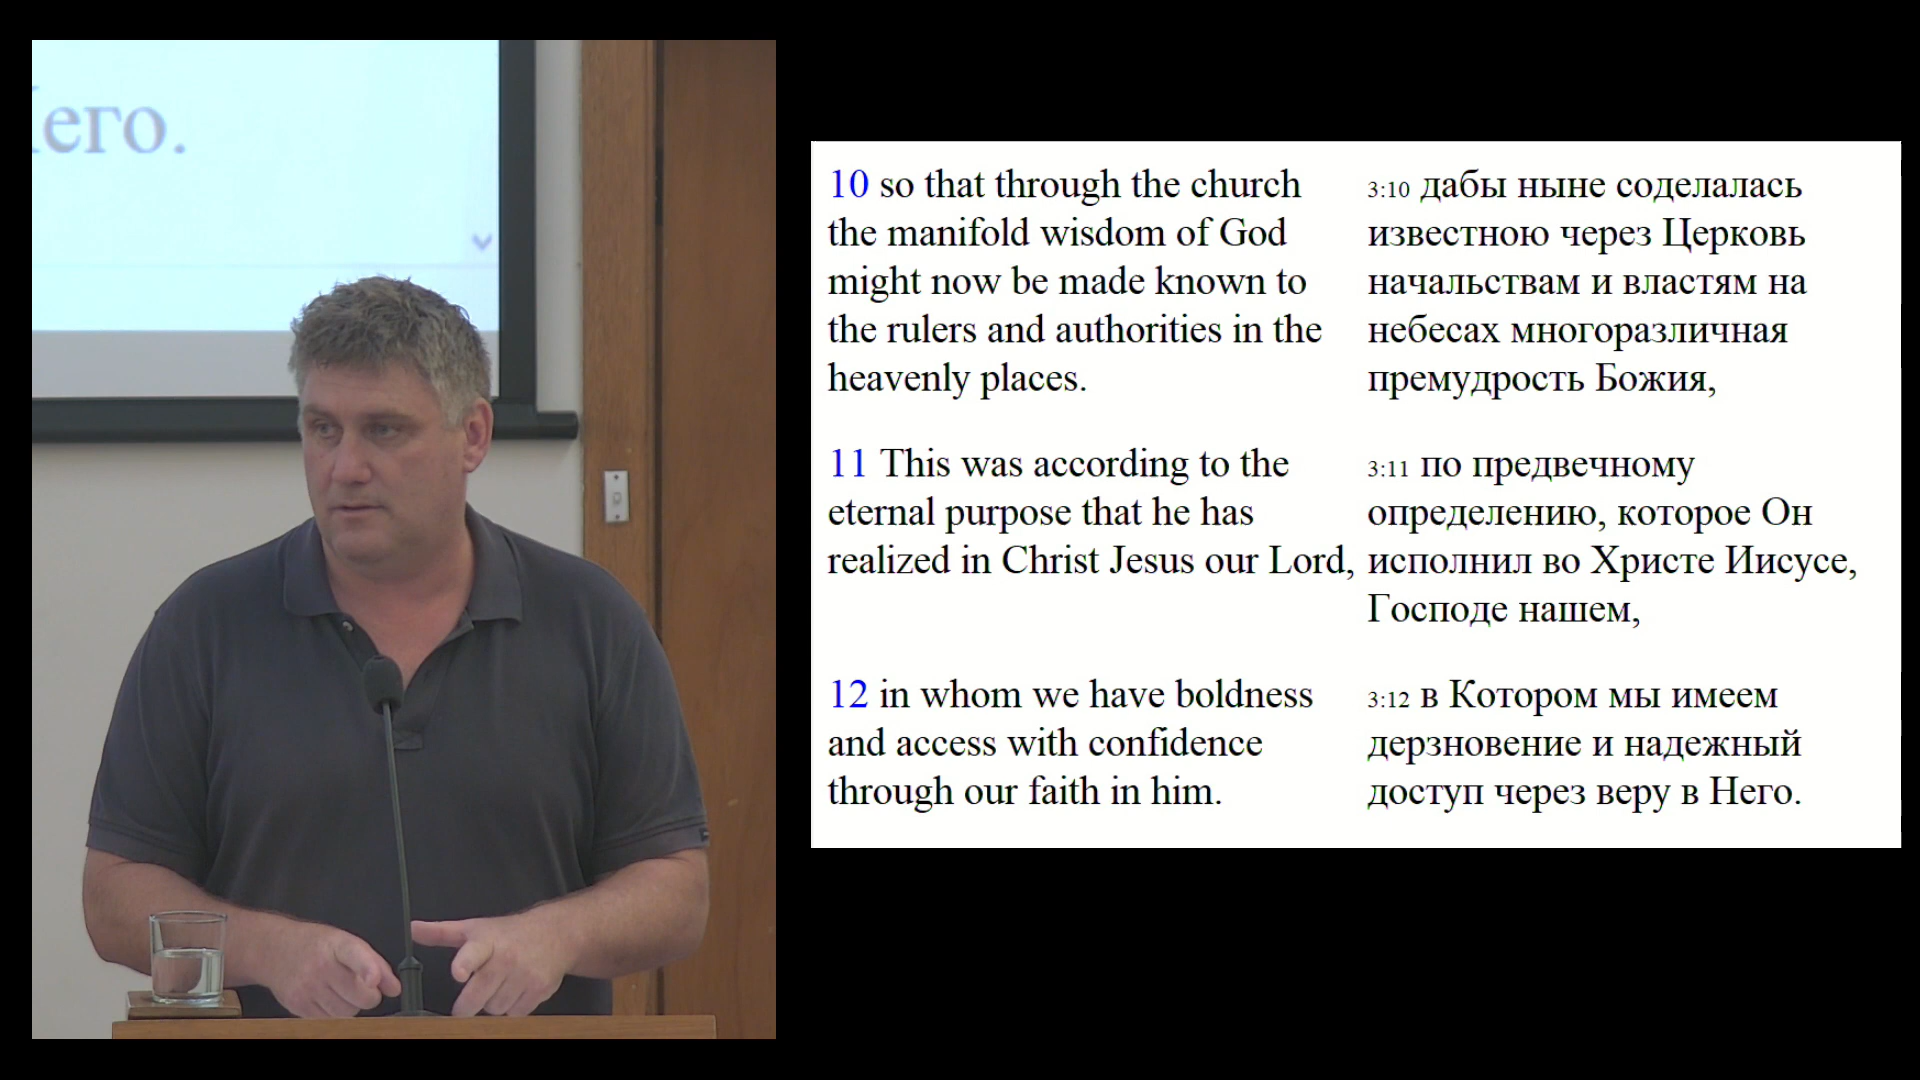 его.
10 so that through the church
the manifold wisdom of God
might now be made known to
the rulers and authorities in the
heavenly places.
3:10 дабы ныне соделалась
известною через Церковь
начальствам и властям на
небесах многоразличная
премудрость Божия,
11 This was according to the
eternal purpose that he has
realized in Christ Jesus our Lord,
3:11 по предвечному
определению, которое Он
исполнил во Христе Иисусе,
Господе нашем,
12 in whom we have boldness
and access with confidence
through our faith in him.
3:12 в Котором мы имеем
дерзновение и надежный
доступ через веру в Него.